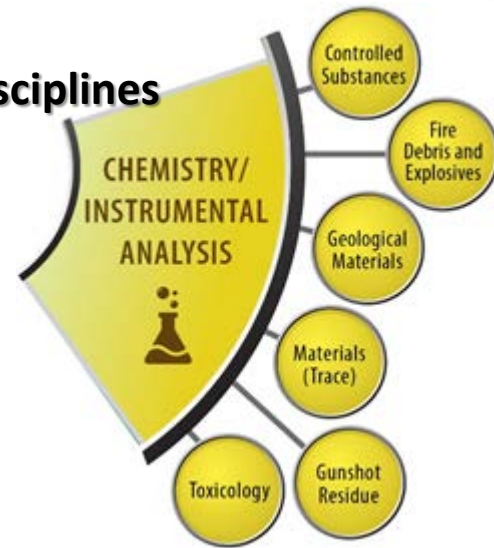 sciplines
CHEMISTRY/
INSTRUMENTAL
ANALYSIS
Controlled
Substances
Fire
Debris and
Explosives
Geological
Materials
Materials
(Trace)
Gunshot
Residue
Toxicology